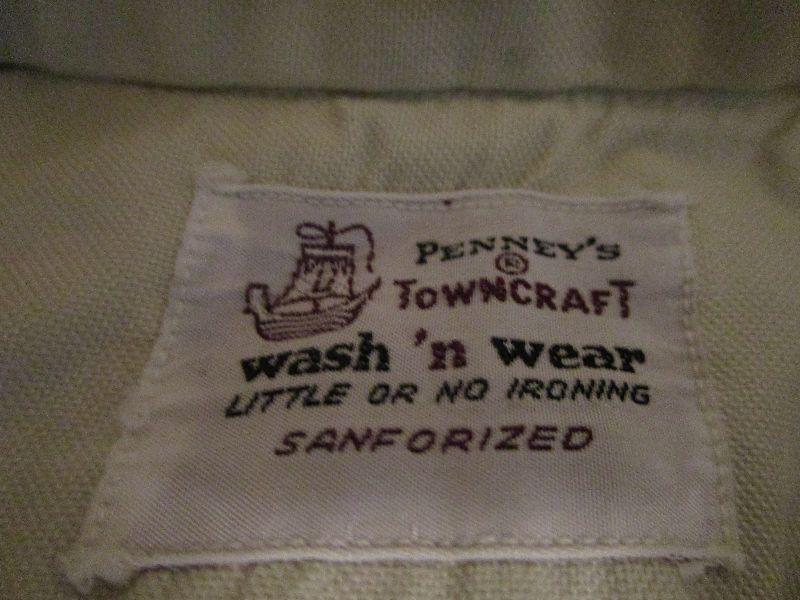 PENNEY'S
®
TOWNCRAFT
wash 'n wear
LITTLE OR NO IRONING
SANFORIZED